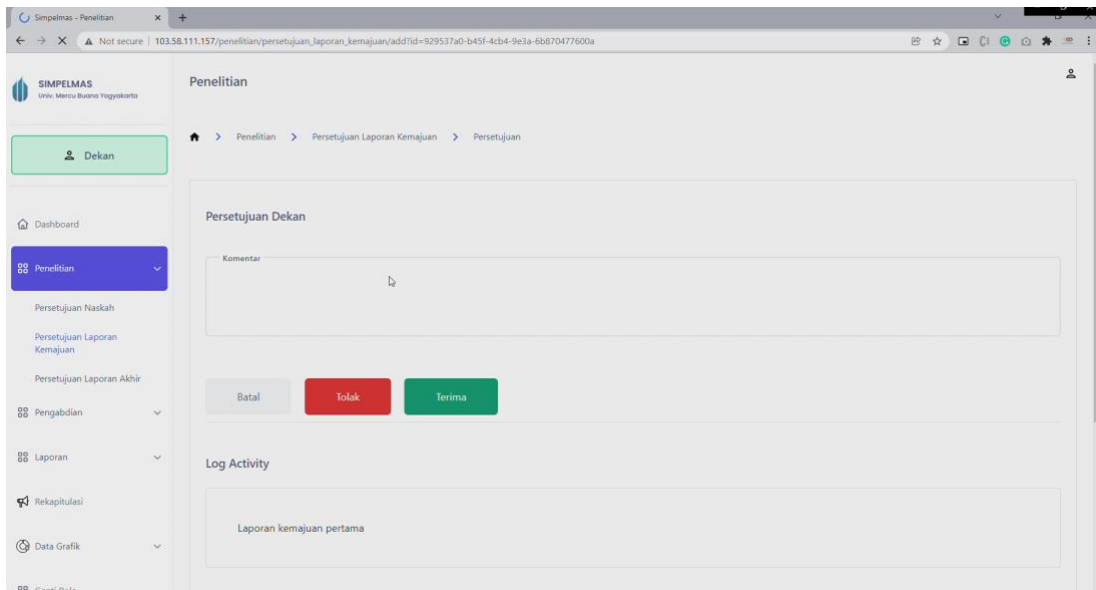 Simpelmas - Penelitian
Not secure | 103.58.111.157/penelitian/persetujuan_laporan_kemajuan/add?id=929537a0-b45f-4cb4-9e3a-6b870477600a
SIMPELMAS
Univ. Mercu Buana Yogyakarta
Dekan
Dashboard
Penelitian
Persetujuan Naskah
Persetujuan Laporan
Kemajuan
Persetujuan Laporan Akhir
Pengabdian
Laporan
Rekapitulasi
Data Grafik
Penelitian
Penelitian > Persetujuan Laporan Kemajuan > Persetujuan
Persetujuan Dekan
Komentar
Batal Tolak Terima
Log Activity
Laporan kemajuan pertama